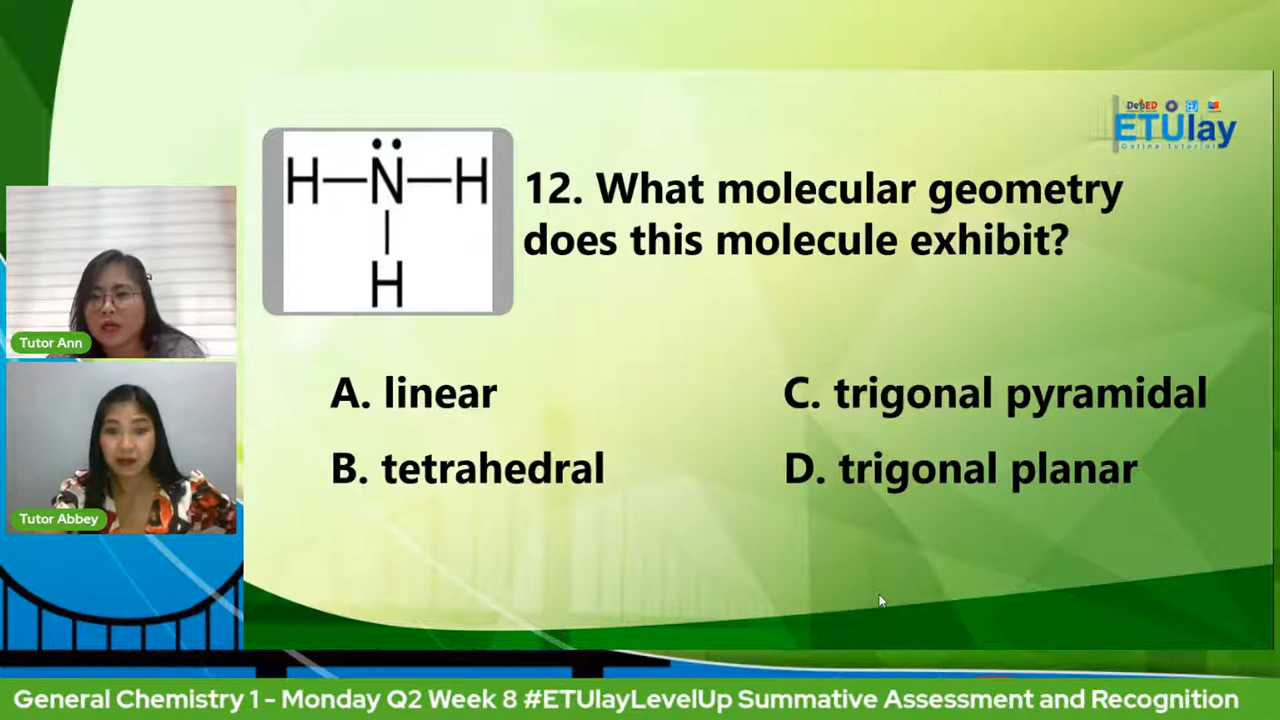 DepED
ETUlay
Online Tutorial
H—N—H
H
12. What molecular geometry
does this molecule exhibit?
A. linear
B. tetrahedral
C. trigonal pyramidal
D. trigonal planar
Tutor Ann
Tutor Abbey
General Chemistry 1 - Monday Q2 Week 8 #ETUlayLevelUp Summative Assessment and Recognition